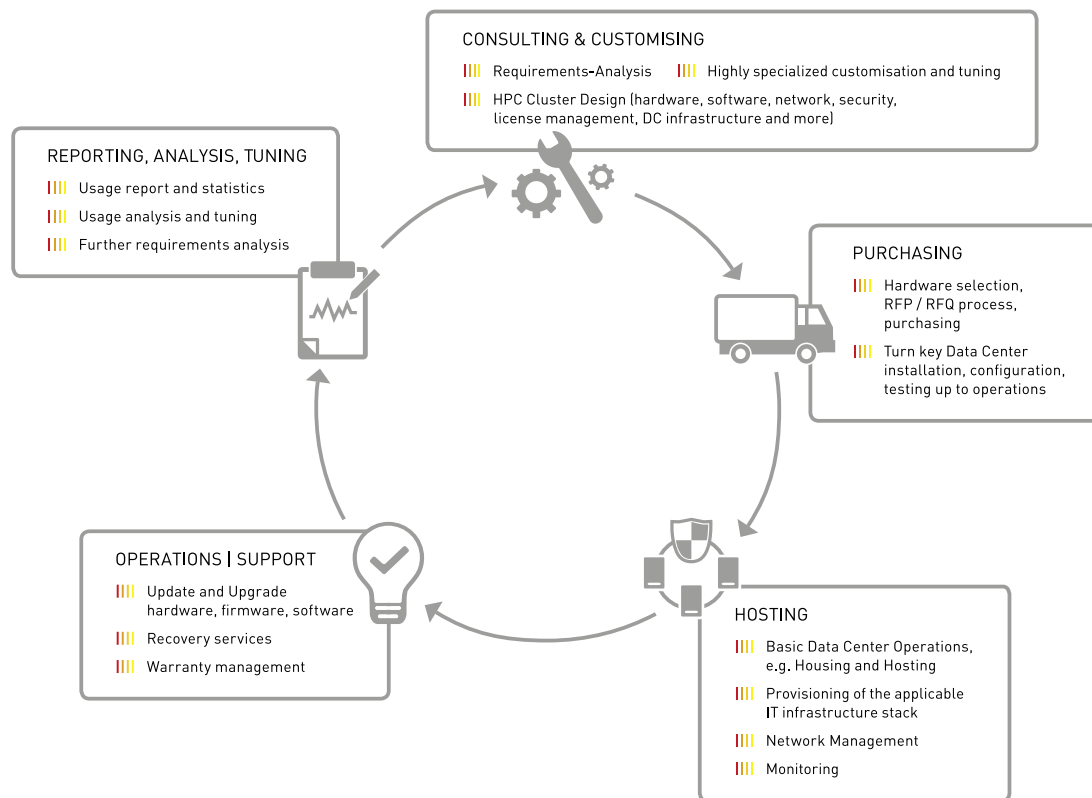 CONSULTING & CUSTOMISING
Requirements-Analysis
Highly specialized customisation and tuning
HPC Cluster Design (hardware, software, network, security,
license management, DC infrastructure and more)
REPORTING, ANALYSIS, TUNING
Usage report and statistics
Usage analysis and tuning
Further requirements analysis
PURCHASING
Hardware selection,
RFP / RFQ process,
purchasing
Turn key Data Center
installation, configuration,
testing up to operations
OPERATIONS | SUPPORT
Update and Upgrade
hardware, firmware, software
Recovery services
Warranty management
HOSTING
Basic Data Center Operations,
e.g. Housing and Hosting
Provisioning of the applicable
IT infrastructure stack
Network Management
Monitoring